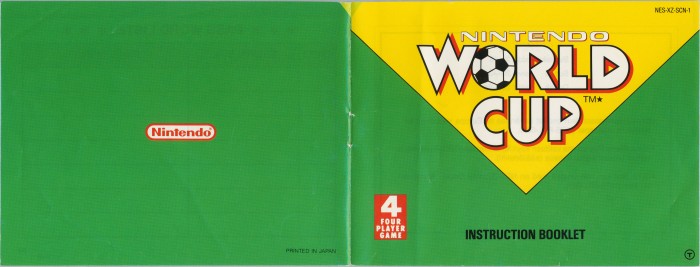 Nintendo
PRINTED IN JAPAN
NES-XZ-SCN-1
NINTENDO
WORLD
CUP
TM★
4
FOUR
PLAYER
GAME
INSTRUCTION BOOKLET
T